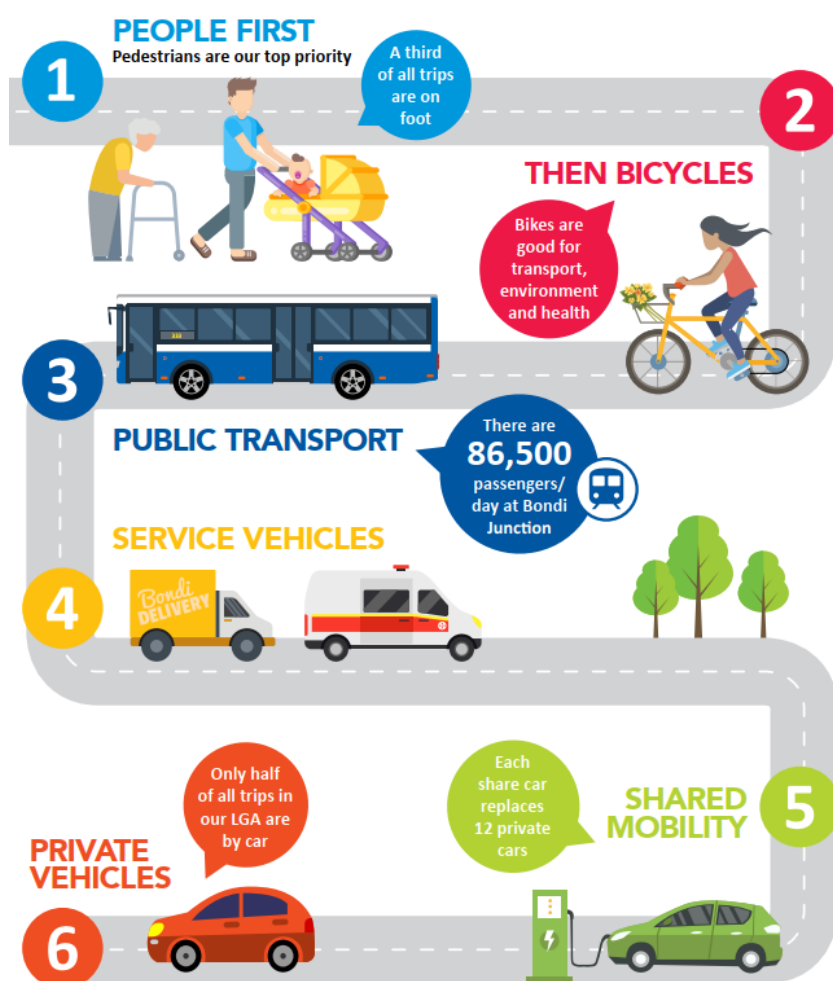 1
PEOPLE FIRST
Pedestrians are our top priority
A third
of all trips
are on
foot
2
THEN BICYCLES
Bikes are
good for
transport,
environment
and health
333
3
PUBLIC TRANSPORT
There are
86,500
passengers/
day at Bondi
Junction
SERVICE VEHICLES
4
Bondi
DELIVERY
5
SHARED
MOBILITY
Each
share car
replaces
12 private
cars
Only half
of all trips in
our LGA are
by car
PRIVATE
VEHICLES
6